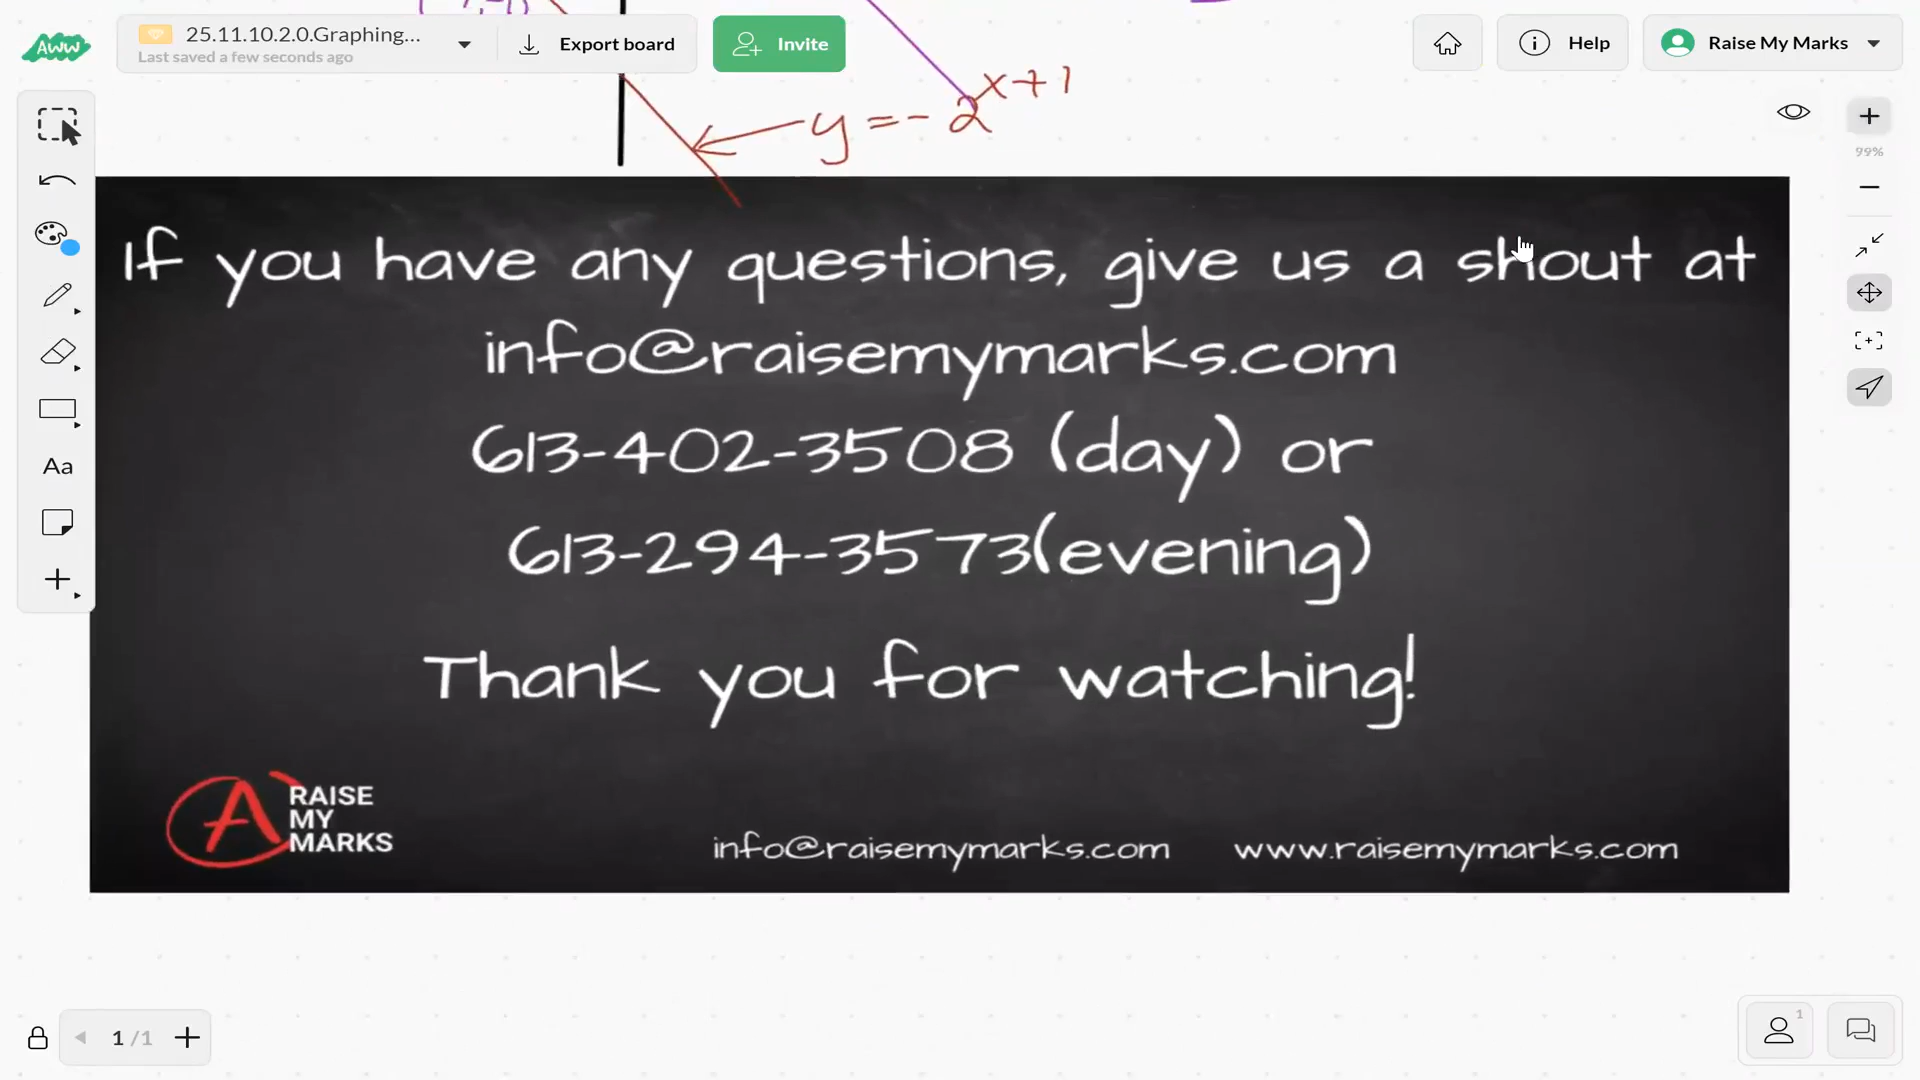 25.11.10.2.0.Graphing...
Last saved a few seconds ago
Export board
Invite
Help
Raise My Marks
99%
y = - 2^{x+1}
If you have any questions, give us a shout at
info@raisemymarks.com
613-402-3508 (day) or
613-294-3573(evening)
Thank you for watching!
Aa
A RAISE
MY
MARKS
info@raisemymarks.com www.raisemymarks.com
1 /1
1
AWW